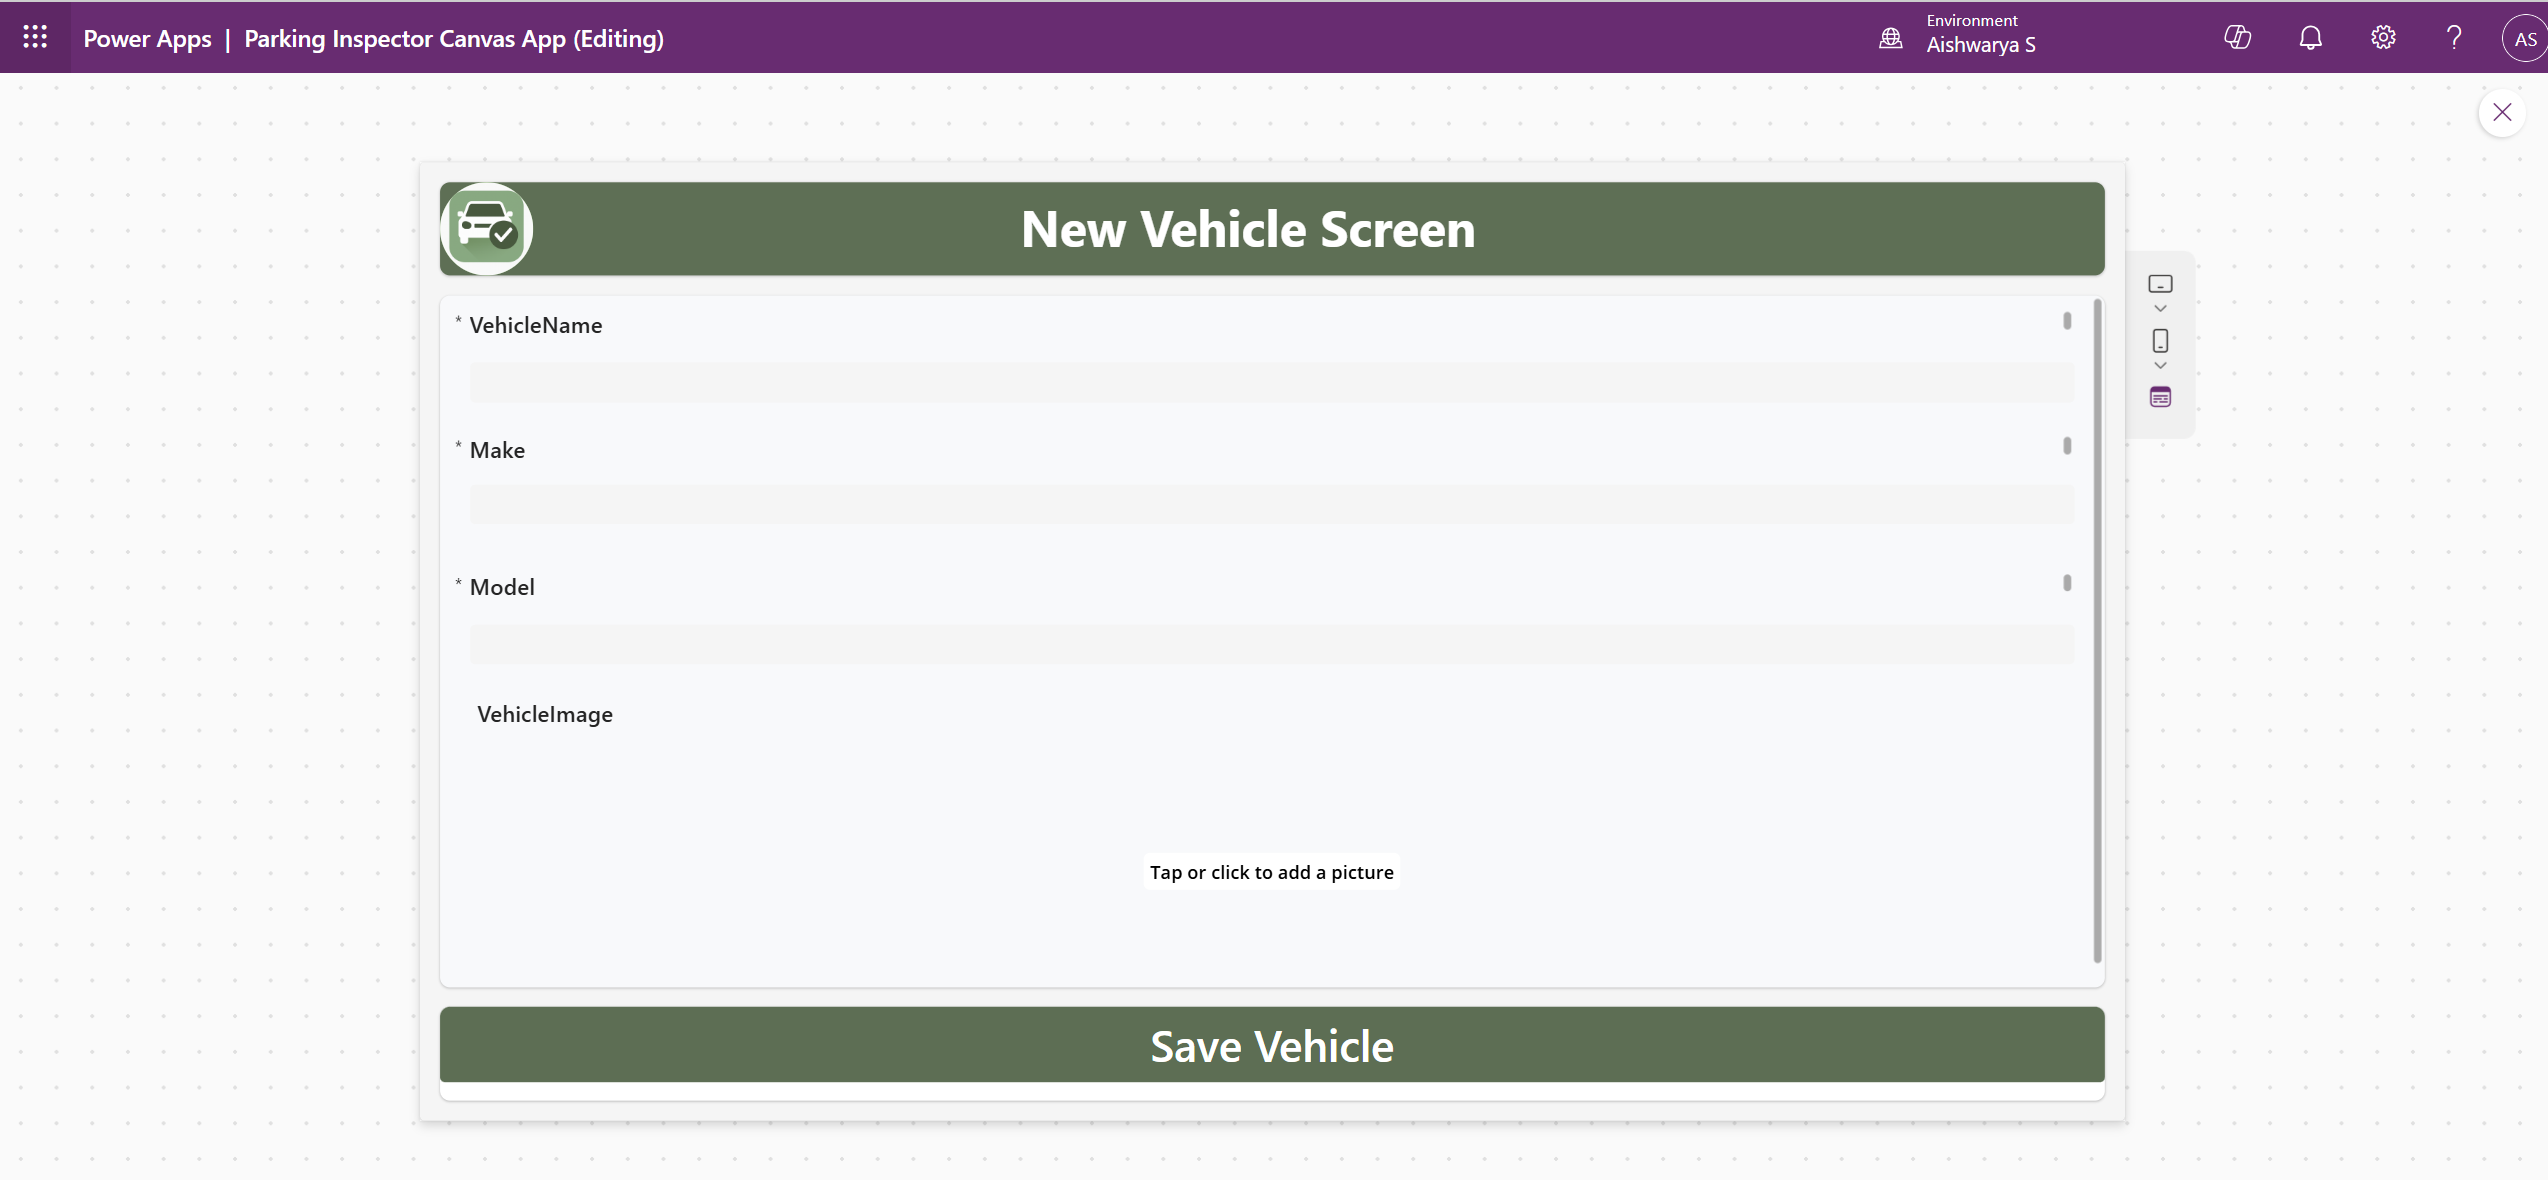 Power Apps | Parking Inspector Canvas App (Editing)
Environment
Aishwarya S
AS
New Vehicle Screen
* VehicleName
* Make
* Model
VehicleImage
Tap or click to add a picture
Save Vehicle